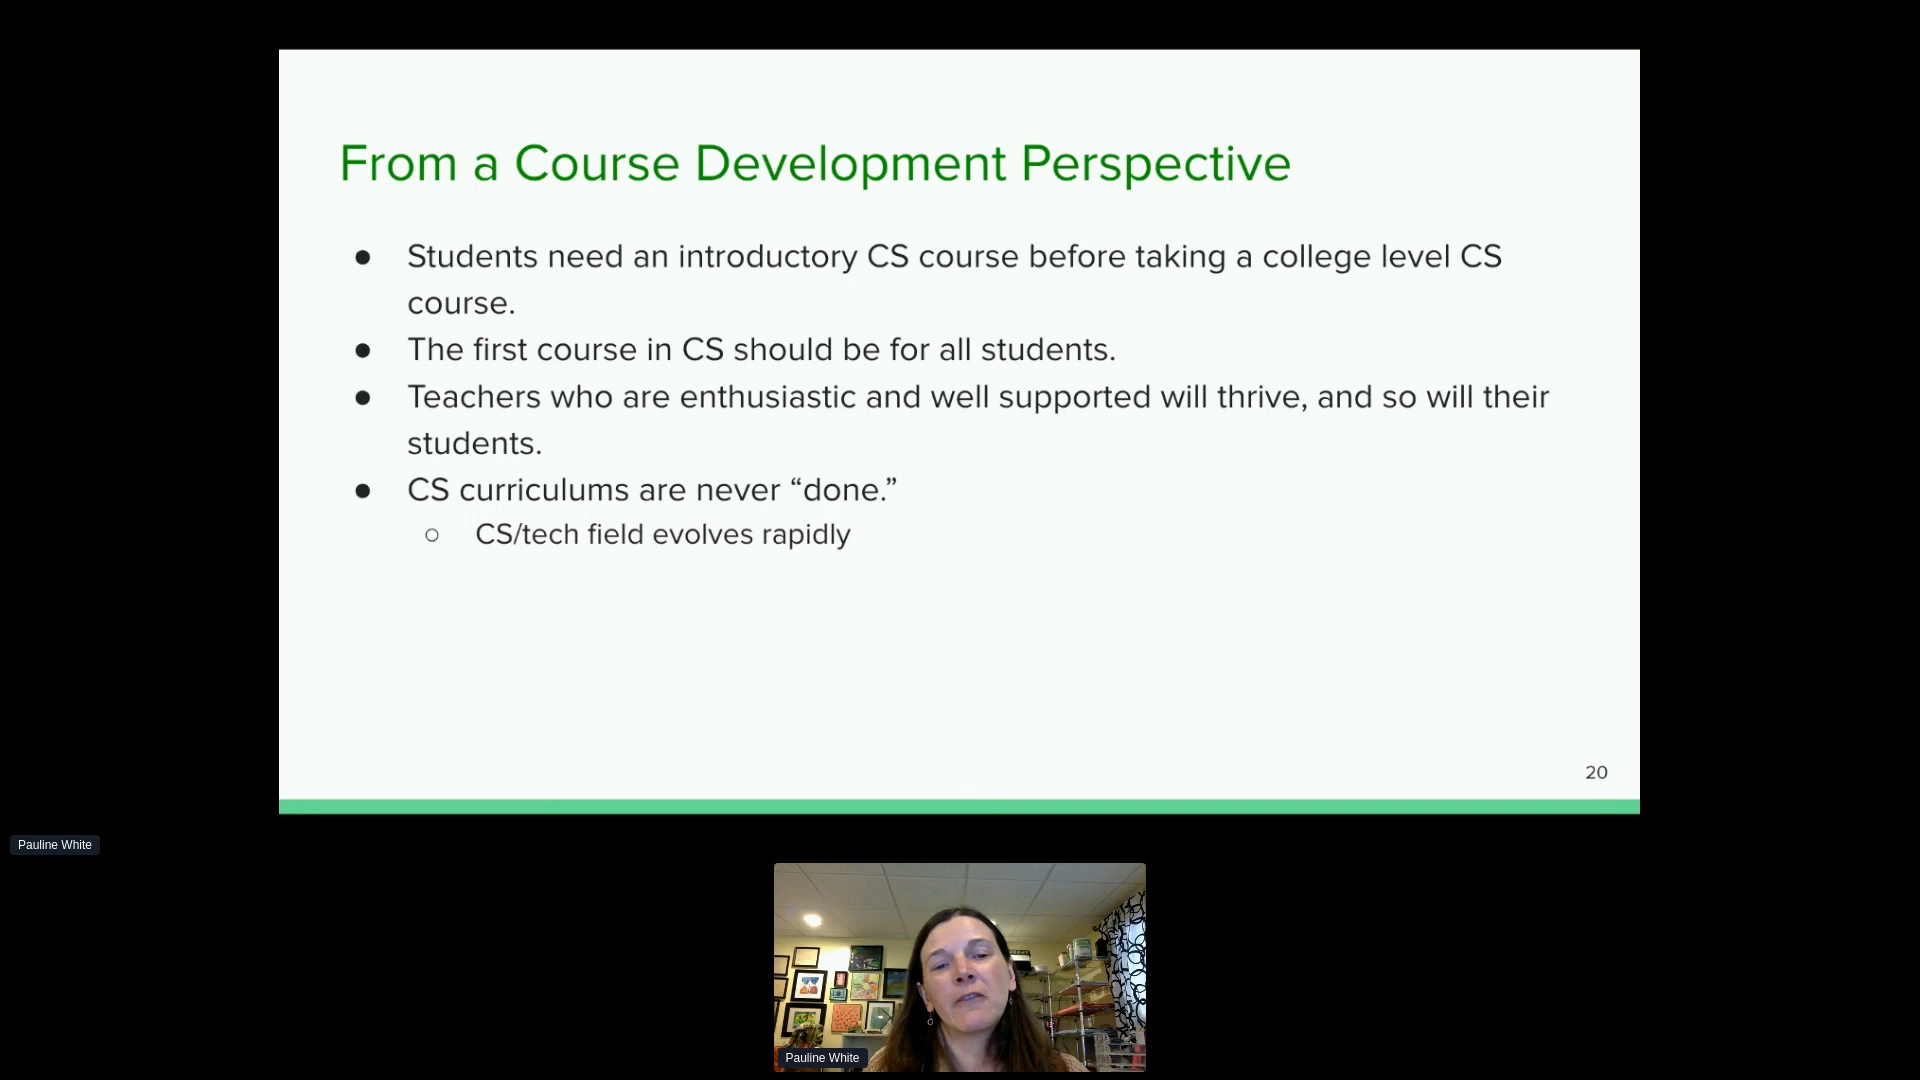 From a Course Development Perspective
● Students need an introductory CS course before taking a college level CS
course.
● The first course in CS should be for all students.
● Teachers who are enthusiastic and well supported will thrive, and so will their
students.
● CS curriculums are never “done.”
○ CS/tech field evolves rapidly
20
Pauline White
Pauline White